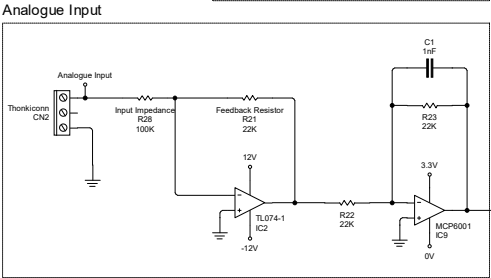 Analogue Input
C1
1nF
Analogue Input
Thonkiconn
CN2
Input Impedance
R28
100K
Feedback Resistor
R21
22K
R23
22K
12V
3.3V
TL074-1
IC2
R22
22K
MCP6001
IC9
-12V
0V